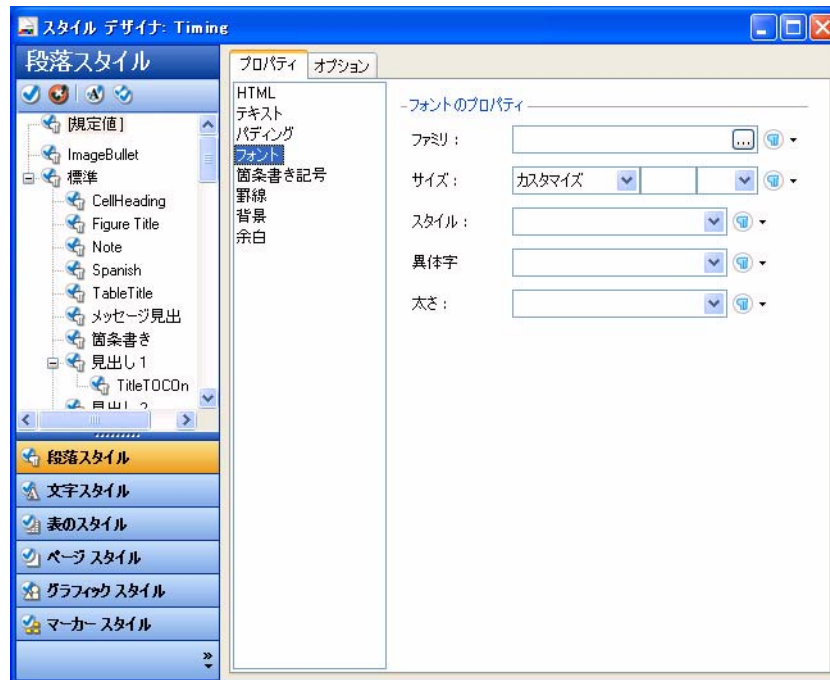 スタイル デザイナ: Timing
段落スタイル
[規定値]
ImageBullet
標準
CellHeading
Figure Title
Note
Spanish
TableTitle
メッセージ見出
箇条書き
見出し 1
TitleTOCOn
見出し 2
段落スタイル
文字スタイル
表のスタイル
ページ スタイル
グラフィック スタイル
マーカー スタイル
プロパティ
オプション
HTML
テキスト
パディング
フォント
箇条書き記号
罫線
背景
余白
フォントのプロパティ
ファミリ :
サイズ :
カスタマイズ
スタイル :
異体字
太さ :